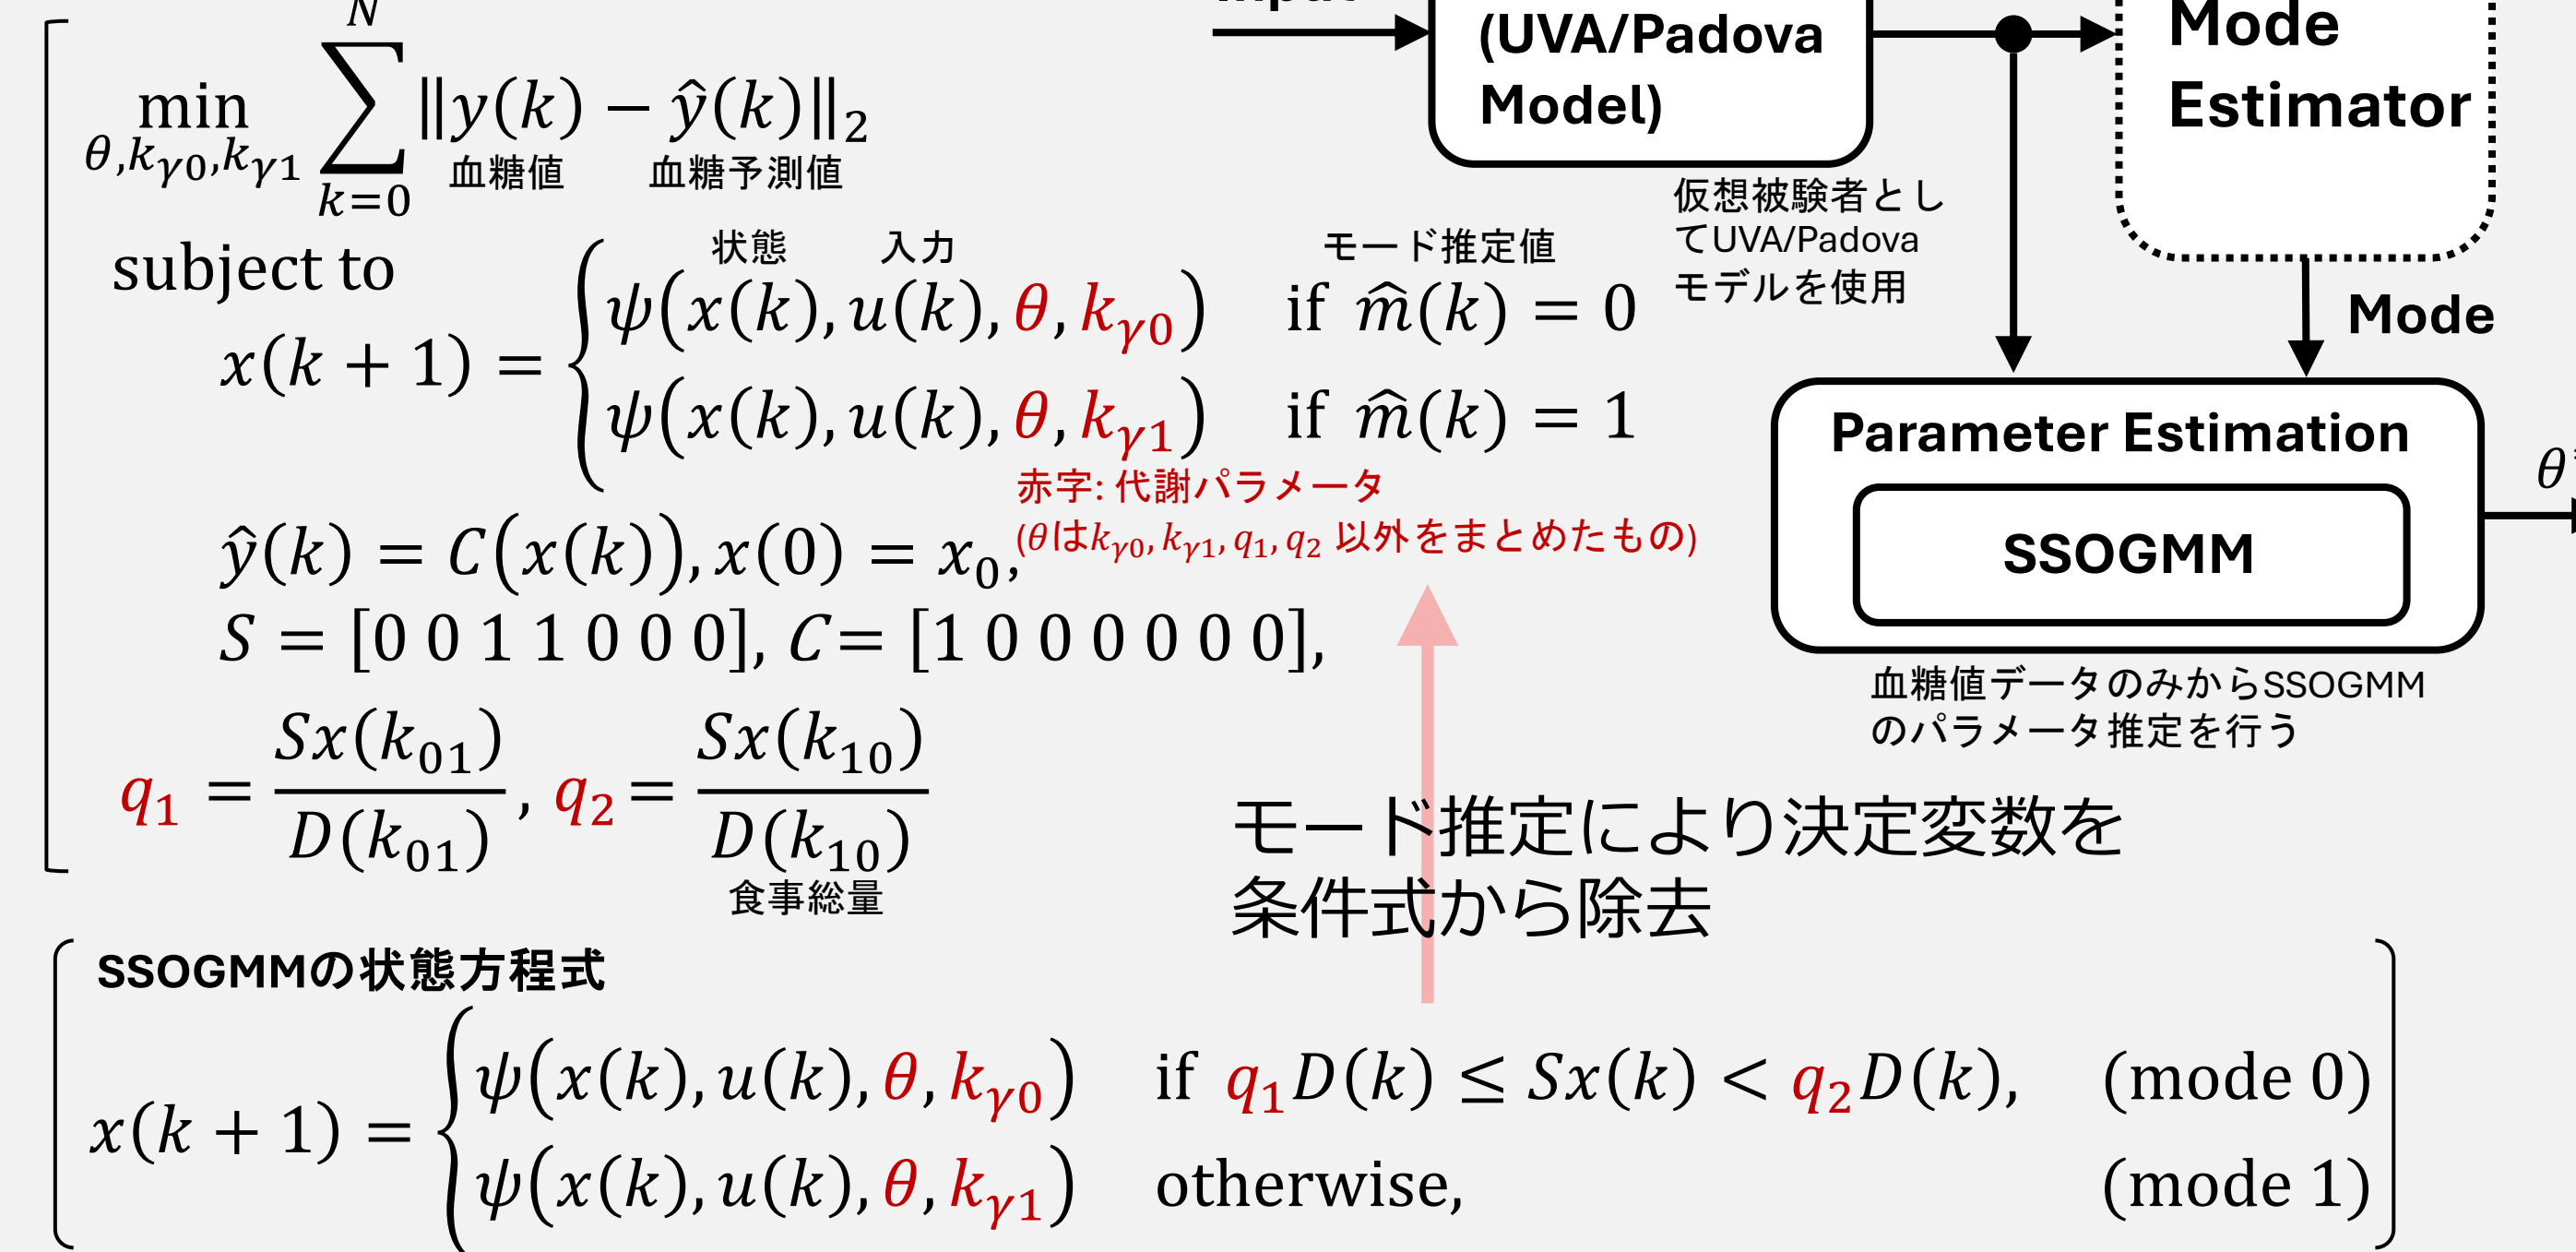 Input
(UVA/Padova
Model)
Mode
Estimator
min θ,k_γ0,k_γ1 ∑ k=0 N ‖y(k) − ŷ(k)‖₂
血糖値 血糖予測値
仮想被験者とし
てUVA/Padova
モデルを使用
subject to
状態 入力 モード推定値
x(k + 1) = { ψ(x(k), u(k), θ, k_γ0) if m̂(k) = 0
ψ(x(k), u(k), θ, k_γ1) if m̂(k) = 1
Mode
Parameter Estimation
SSOGMM
θ
赤字: 代謝パラメータ
(θはk_γ0, k_γ1, q₁, q₂ 以外をまとめたもの)
ŷ(k) = C(x(k)), x(0) = x₀,
S = [0 0 1 1 0 0 0], C = [1 0 0 0 0 0 0],
血糖値データのみからSSOGMM
のパラメータ推定を行う
q₁ = Sx(k₀₁) / D(k₀₁) , q₂ = Sx(k₁₀) / D(k₁₀)
食事総量
モード推定により決定変数を
条件式から除去
SSOGMMの状態方程式
x(k + 1) = { ψ(x(k), u(k), θ, k_γ0) if q₁D(k) ≤ Sx(k) < q₂D(k), (mode 0)
ψ(x(k), u(k), θ, k_γ1) otherwise, (mode 1)